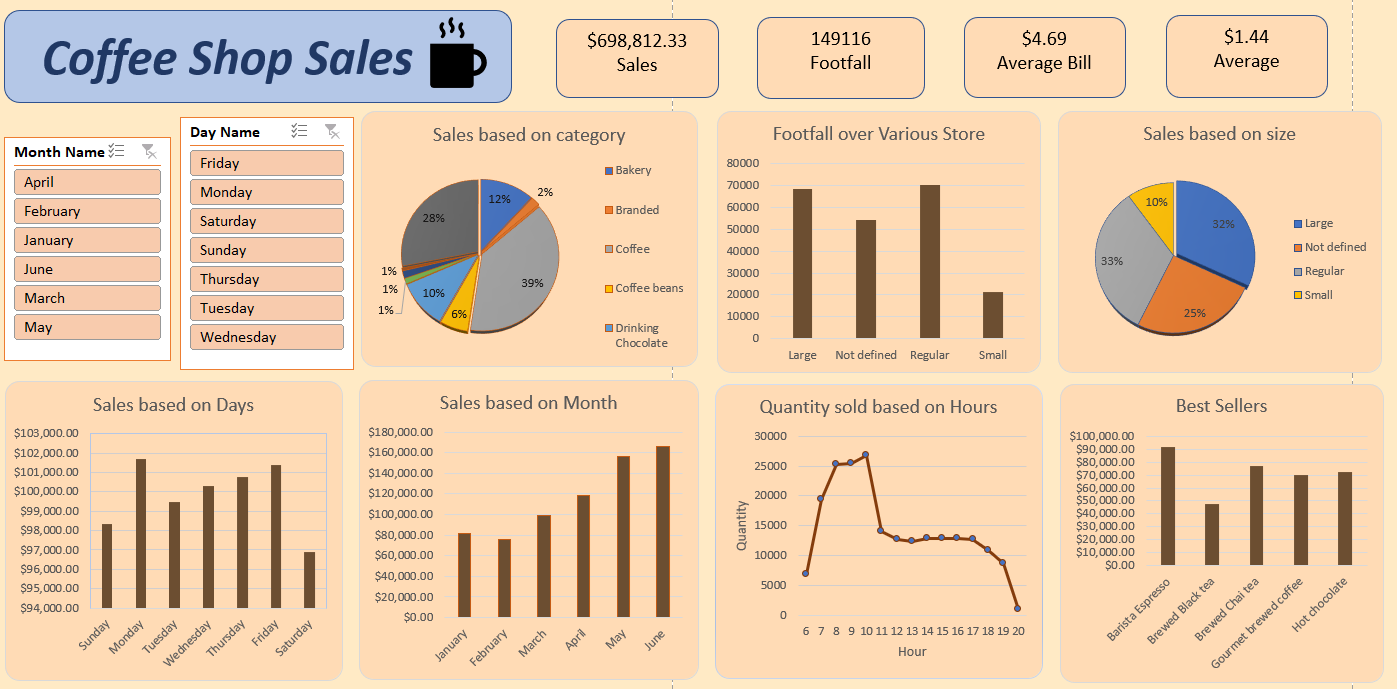 Coffee Shop Sales
$698,812.33
Sales
149116
Footfall
$4.69
Average Bill
$1.44
Average
Month Name
April
February
January
June
March
May
Day Name
Friday
Monday
Saturday
Sunday
Thursday
Tuesday
Wednesday
Sales based on category
12%
2%
39%
6%
10%
1%
1%
1%
28%
Bakery
Branded
Coffee
Coffee beans
Drinking
Chocolate
Footfall over Various Store
80000
70000
60000
50000
40000
30000
20000
10000
0
Large
Not defined
Regular
Small
Sales based on size
32%
25%
33%
10%
Large
Not defined
Regular
Small
Sales based on Days
$103,000.00
$102,000.00
$101,000.00
$100,000.00
$99,000.00
$98,000.00
$97,000.00
$96,000.00
$95,000.00
$94,000.00
Sunday
Monday
Tuesday
Wednesday
Thursday
Friday
Saturday
Sales based on Month
$180,000.00
$160,000.00
$140,000.00
$120,000.00
$100,000.00
$80,000.00
$60,000.00
$40,000.00
$20,000.00
$0.00
January
February
March
April
May
June
Quantity sold based on Hours
Quantity
30000
25000
20000
15000
10000
5000
0
6 7 8 9 10 11 12 13 14 15 16 17 18 19 20
Hour
Best Sellers
$100,000.00
$90,000.00
$80,000.00
$70,000.00
$60,000.00
$50,000.00
$40,000.00
$30,000.00
$20,000.00
$10,000.00
$0.00
Barista Espresso
Brewed Black tea
Brewed Chai tea
Gourmet brewed coffee
Hot chocolate